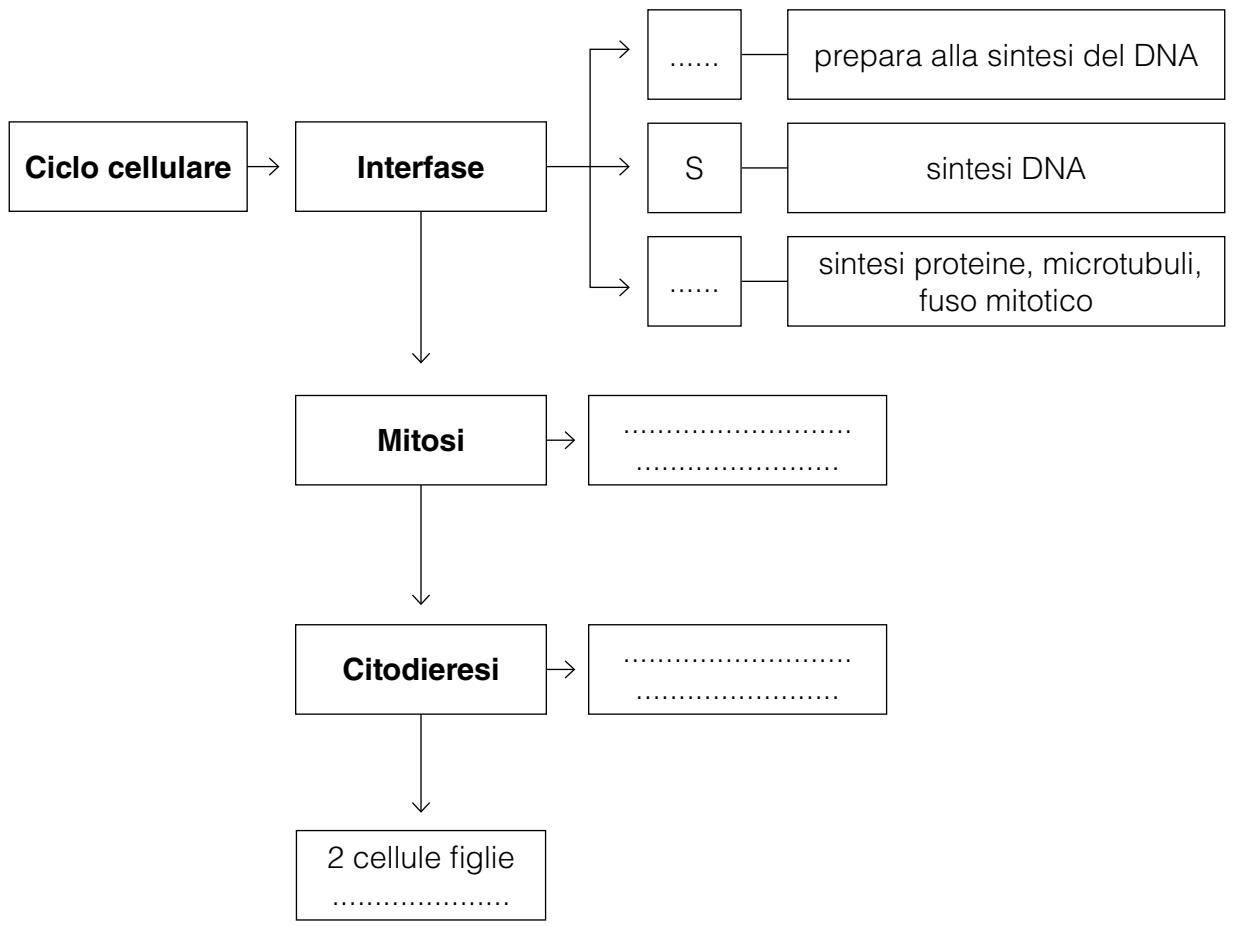 ......
prepara alla sintesi del DNA
Ciclo cellulare
Interfase
S
sintesi DNA
......
sintesi proteine, microtubuli,
fuso mitotico
Mitosi
...........................
........................
Citodieresi
...........................
........................
2 cellule figlie
.....................